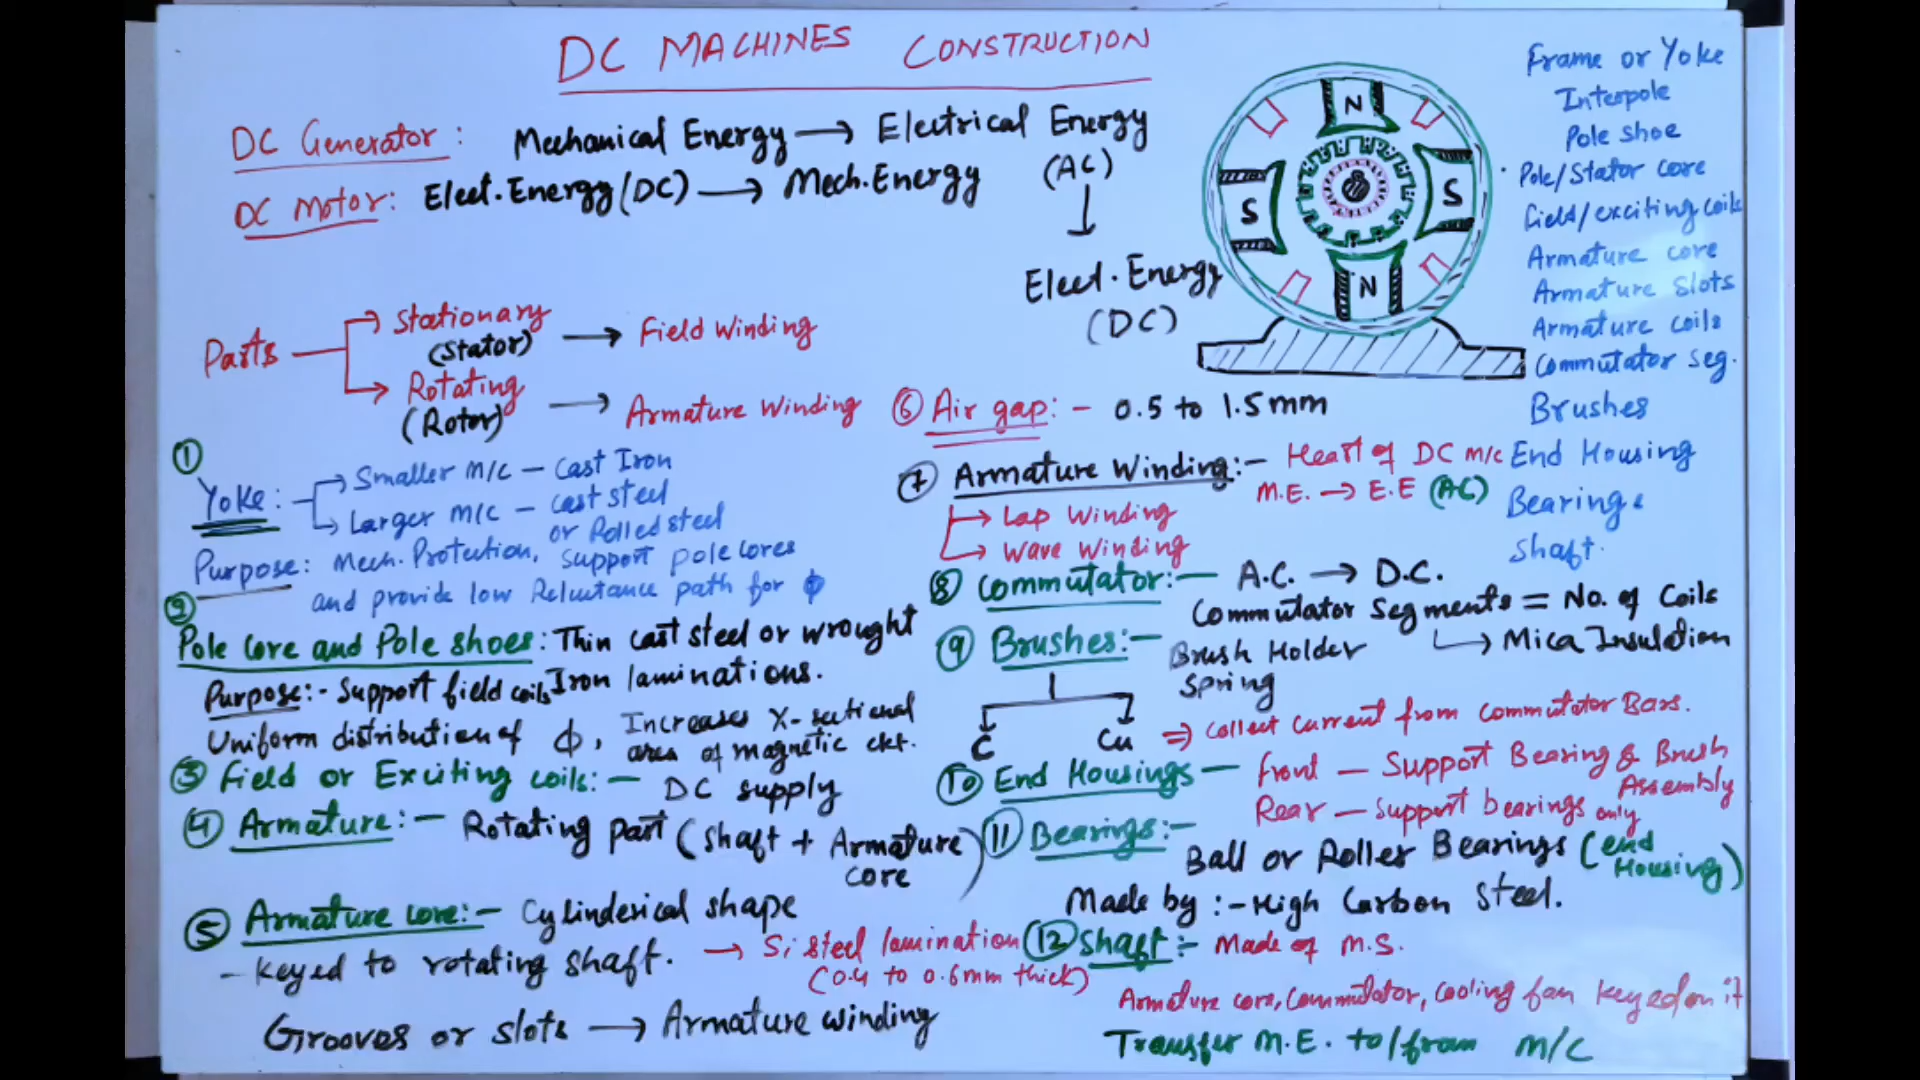 DC MACHINES CONSTRUCTION
DC Generator: Mechanical Energy → Electrical Energy
(AC)
↓
Elect. Energy
(DC)
DC Motor: Elect. Energy (DC) → Mech. Energy
Parts
Stationary
(Stator) → Field Winding
Rotating
(Rotor) → Armature Winding
N
S
S
N
Frame or Yoke
Interpole
Pole shoe
Pole/Stator core
Field/exciting coils
Armature core
Armature Slots
Armature coils
Commutator seg.
Brushes
End Housing
Bearings
Shaft.
① Yoke: → Smaller M/C - Cast Iron
→ Larger M/C - cast steel
or Rolled steel
Purpose: Mech. Protection, support pole cores
and provide low Reluctance path for ϕ
② Pole Core and Pole shoes: Thin cast steel or wrought
Iron laminations.
Purpose:- Support field coils
Uniform distribution of ϕ, Increases X-sectional
area of magnetic ckt.
③ Field or Exciting coils:- DC supply
④ Armature:- Rotating part (shaft + Armature
core)
⑤ Armature core:- Cylinderical shape
- Keyed to rotating shaft. → Si steel lamination
(0.4 to 0.6mm thick)
Grooves or slots → Armature winding
⑥ Air gap:- 0.5 to 1.5mm
⑦ Armature Winding:- Heart of DC M/C
M.E. → E.E (AC)
→ Lap Winding
→ Wave Winding
⑧ Commutator:- A.C. → D.C.
Commutator Segments = No. of Coils
→ Mica Insulation
⑨ Brushes:- Brush Holder
Spring
C Cu
⇒ Collect current from Commutator Bars.
⑩ End Housings - front - Support Bearing & Brush
Assembly
Rear - support bearings only
⑪ Bearings:-
Ball or Roller Bearings (end
Housing)
Made by:- High Carbon Steel.
⑫ Shaft:- Made of M.S.
Armature core, Commutator, Cooling fan keyed on it
Transfer M.E. to/from M/C